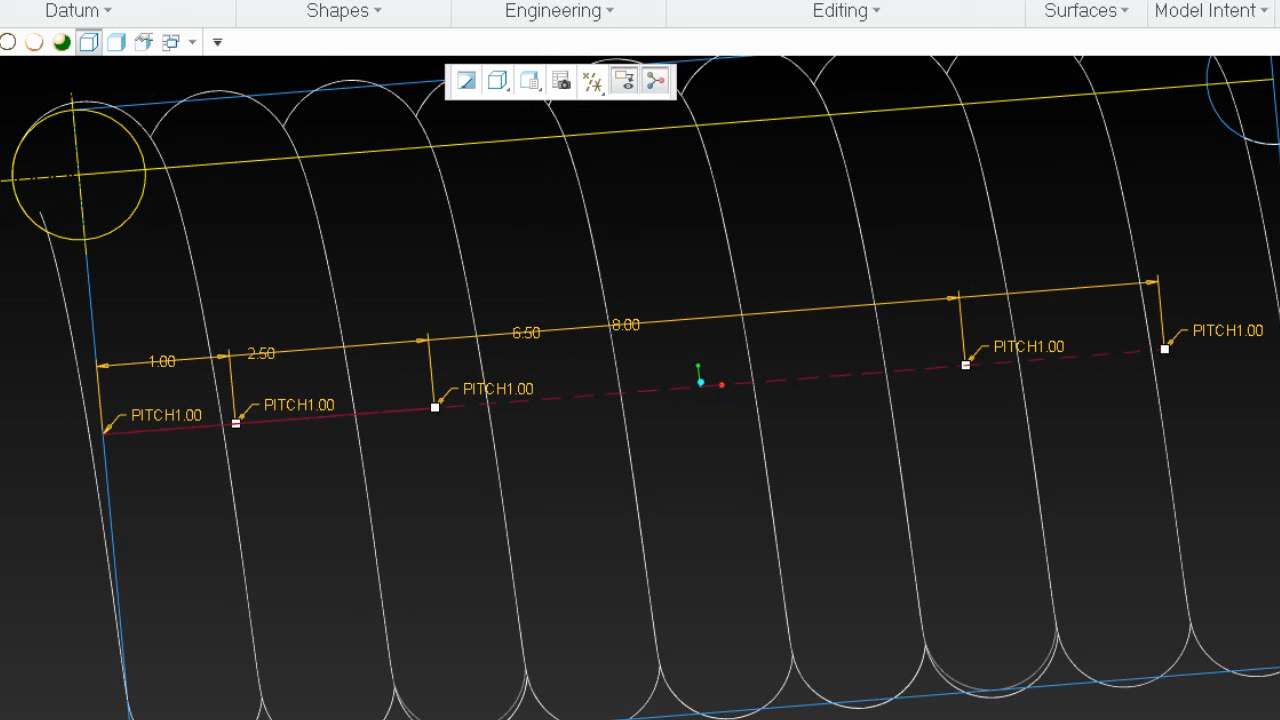 Datum Shapes Engineering Editing Surfaces Model Intent
6.50 8.00
1.00 2.50
PITCH1.00
PITCH1.00
PITCH1.00
PITCH1.00
PITCH1.00